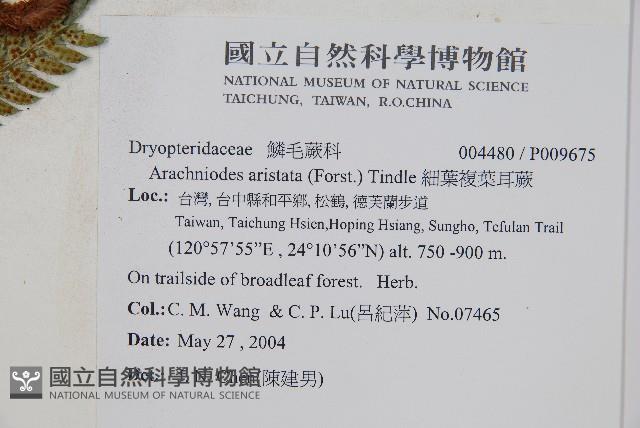 國立自然科學博物館
NATIONAL MUSEUM OF NATURAL SCIENCE
TAICHUNG, TAIWAN, R.O.CHINA
Dryopteridaceae 鱗毛蕨科 004480 / P009675
Arachniodes aristata (Forst.) Tindle 細葉複葉耳蕨
Loc.: 台灣, 台中縣和平鄉, 松鶴, 德芙蘭步道
Taiwan, Taichung Hsien,Hoping Hsiang, Sungho, Tefulan Trail
(120°57’55”E , 24°10’56”N) alt. 750 -900 m.
On trailside of broadleaf forest. Herb.
Col.:C. M. Wang & C. P. Lu(呂紀萍) No.07465
Date: May 27 , 2004
(陳建男)
國立自然科學博物館
NATIONAL MUSEUM OF NATURAL SCIENCE